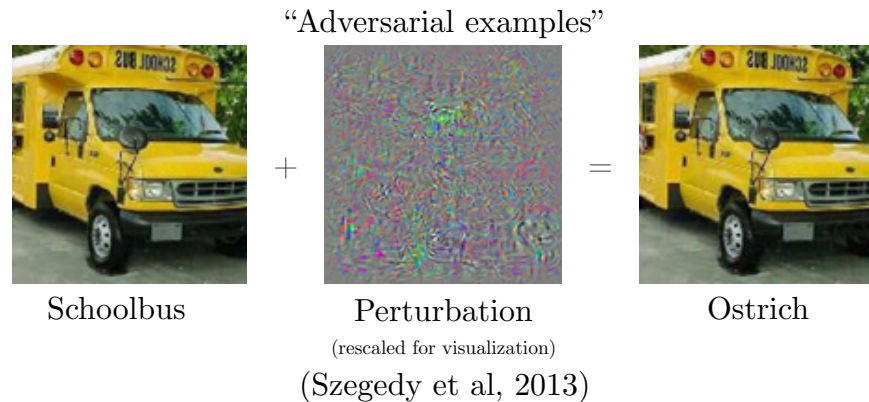 “Adversarial examples”
SCHOOL BUS
SCHOOL BUS
+
=
Schoolbus
Perturbation
Ostrich
(rescaled for visualization)
(Szegedy et al, 2013)